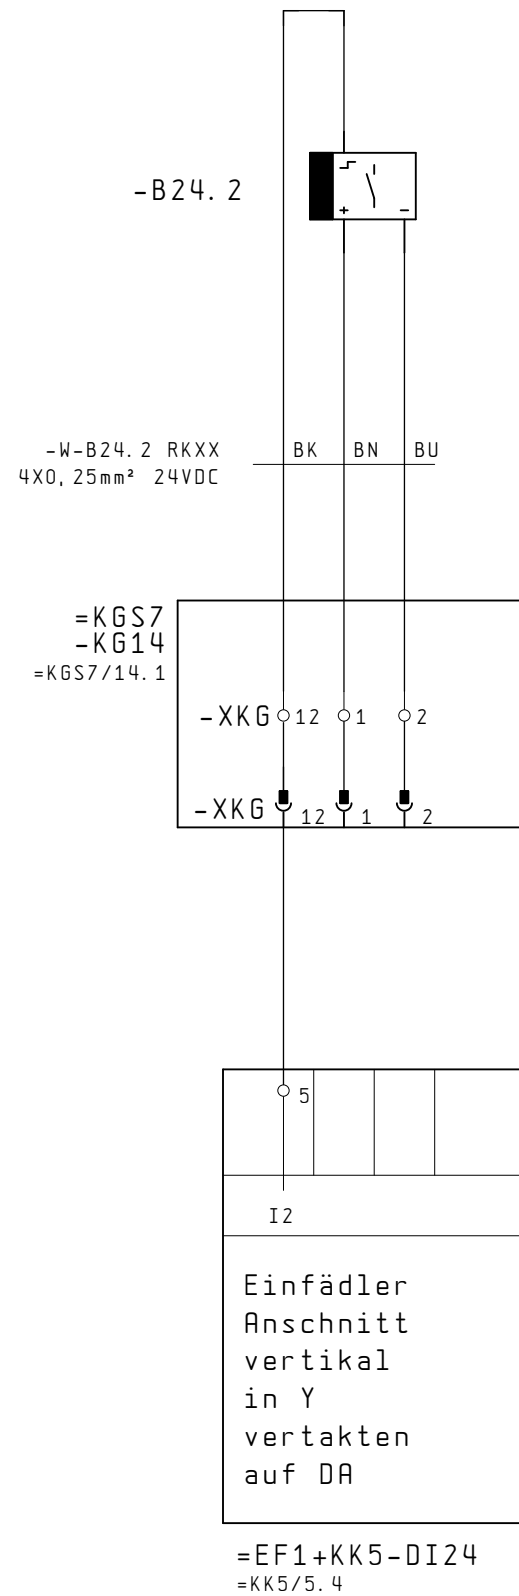 -B24.2
+ -
-W-B24.2 RKXX
4X0,25mm² 24VDC
BK BN BU
=KGS7
-KG14
=KGS7/14.1
-XKG 12 1 2
-XKG 12 1 2
5
I2
Einfädler
Anschnitt
vertikal
in Y
vertakten
auf DA
=EF1+KK5-DI24
=KK5/5.4